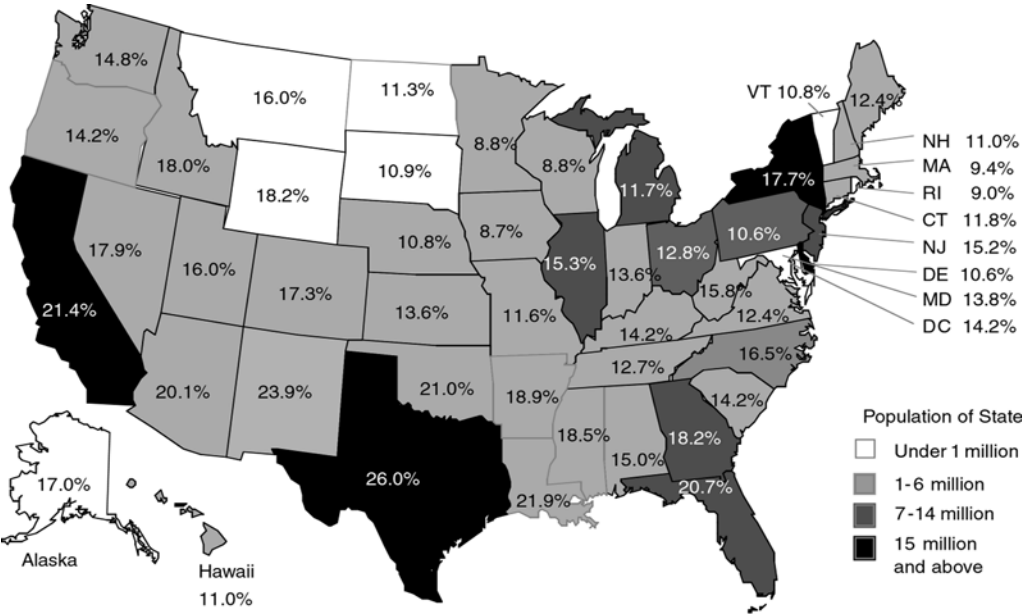 14.8%
16.0%
11.3%
VT 10.8%
12.4%
14.2%
18.0%
18.2%
10.9%
8.8%
8.8%
11.7%
17.7%
NH 11.0%
MA 9.4%
RI 9.0%
CT 11.8%
NJ 15.2%
DE 10.6%
MD 13.8%
DC 14.2%
17.9%
16.0%
17.3%
10.8%
8.7%
15.3%
13.6%
12.8%
10.6%
21.4%
13.6%
11.6%
14.2%
15.8%
12.4%
20.1%
23.9%
21.0%
18.9%
12.7%
16.5%
14.2%
26.0%
18.5%
15.0%
18.2%
21.9%
20.7%
17.0%
Alaska
Hawaii
11.0%
Population of State
Under 1 million
1-6 million
7-14 million
15 million
and above